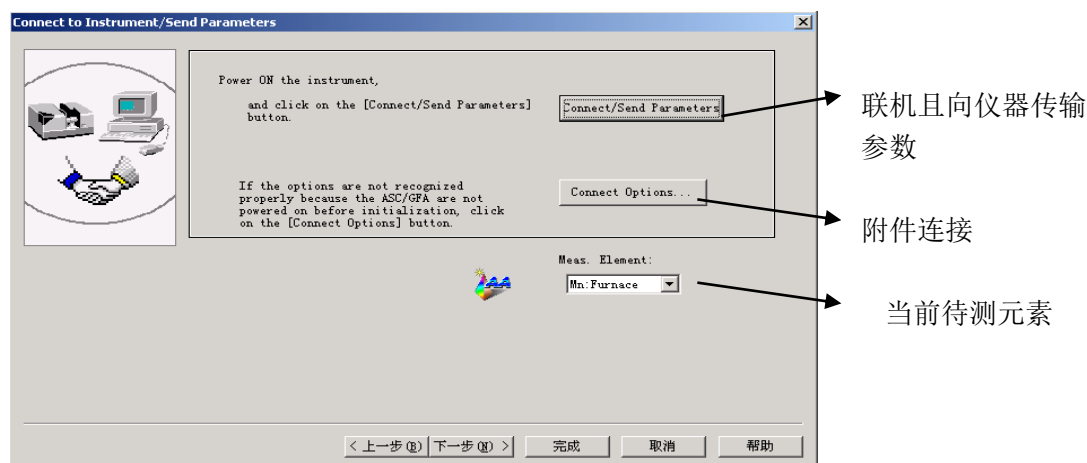 Connect to Instrument/Send Parameters
Power ON the instrument,
and click on the [Connect/Send Parameters]
button.
Connect/Send Parameters
联机且向仪器传输
参数
If the options are not recognized
properly because the ASC/GFA are not
powered on before initialization, click
on the [Connect Options] button.
Connect Options...
附件连接
Meas. Element:
AA
Mn:Furnace
当前待测元素
< 上一步(B)
下一步(N) >
完成
取消
帮助